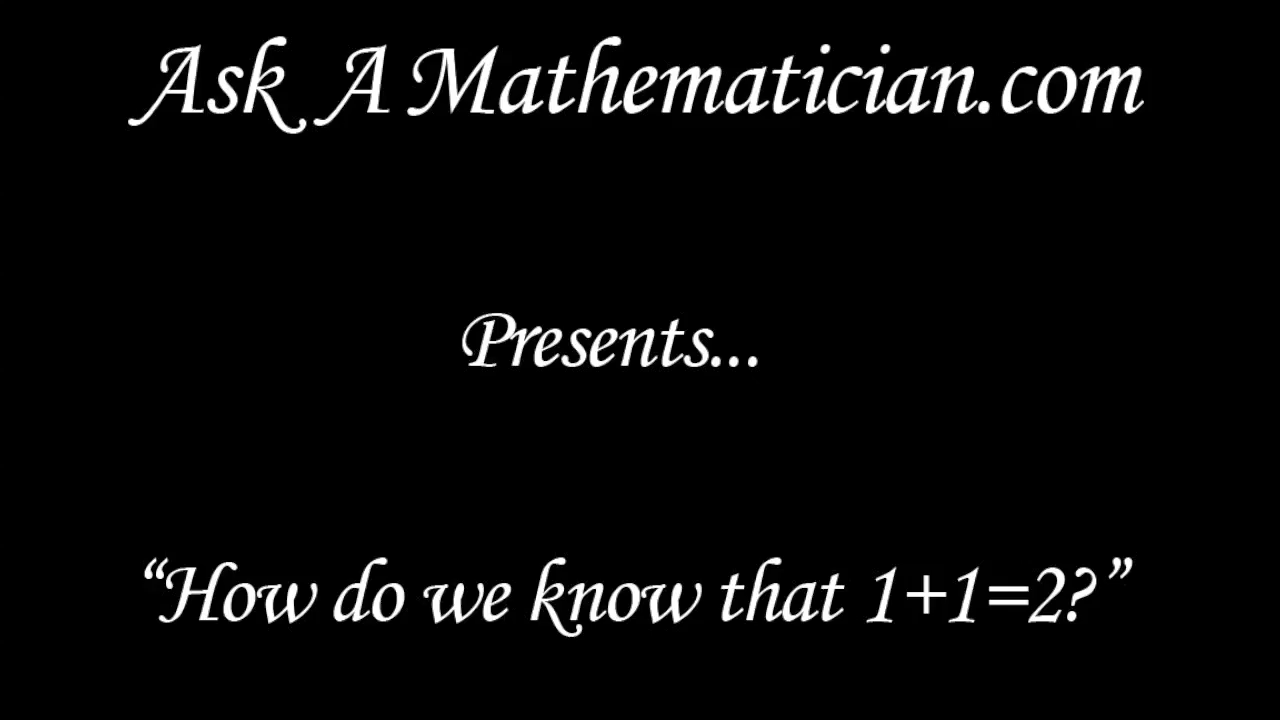 Ask A Mathematician.com
Presents...
“How do we know that 1+1=2?”